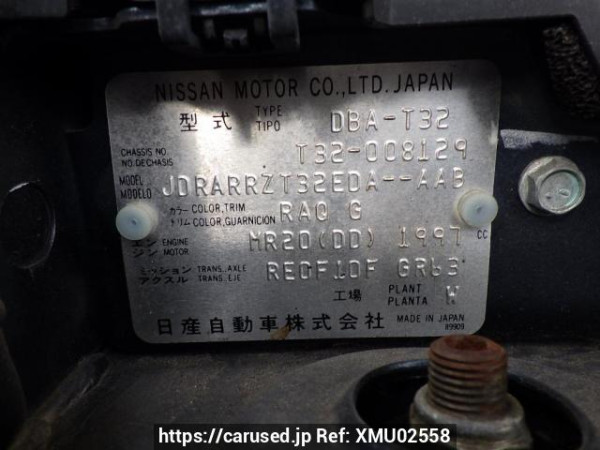 NISSAN MOTOR CO., LTD. JAPAN
型式 TYPE TIPO DBA-T32
CHASSIS NO. NO. DECHASIS T32-008129
MODEL MODELO JDRARRZT32EDA--AAB
カラー COLOR, TRIM トリム COLOR, GUARNICION RAQ G
エンジン ENGINE MOTOR MR20(DD) 1997 CC
ミッション TRANS., AXLE アクスル TRANS., EJE RE0F10F GR63
工場 PLANT PLANTA W
日産自動車株式会社 MADE IN JAPAN
89909
https://carused.jp Ref: XMU02558